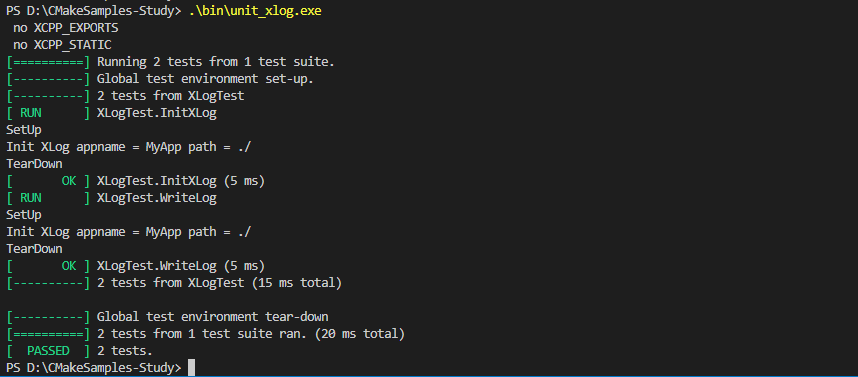 PS D:\CMakeSamples-Study> .\bin\unit_xlog.exe
 no XCPP_EXPORTS
 no XCPP_STATIC
[==========] Running 2 tests from 1 test suite.
[----------] Global test environment set-up.
[----------] 2 tests from XLogTest
[ RUN      ] XLogTest.InitXLog
SetUp
Init XLog appname = MyApp path = ./
TearDown
[       OK ] XLogTest.InitXLog (5 ms)
[ RUN      ] XLogTest.WriteLog
SetUp
Init XLog appname = MyApp path = ./
TearDown
[       OK ] XLogTest.WriteLog (5 ms)
[----------] 2 tests from XLogTest (15 ms total)

[----------] Global test environment tear-down
[==========] 2 tests from 1 test suite ran. (20 ms total)
[  PASSED  ] 2 tests.
PS D:\CMakeSamples-Study>